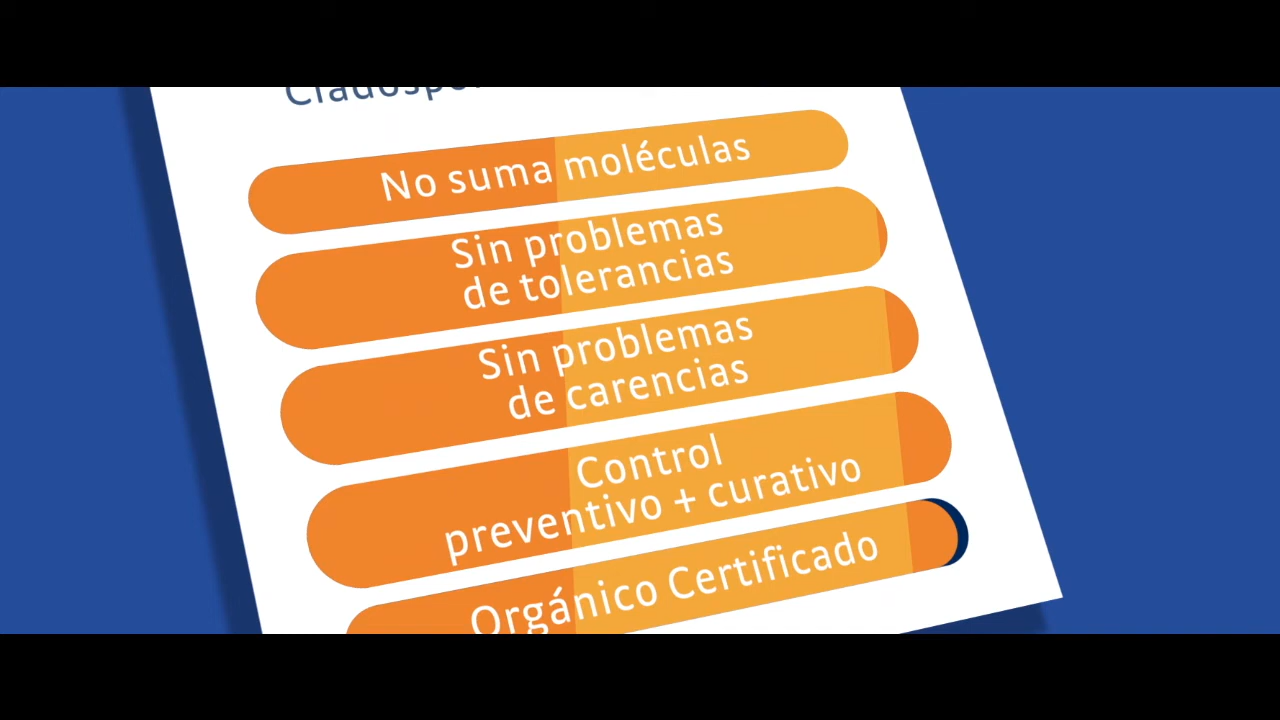 No suma moléculas
Sin problemas
de tolerancias
Sin problemas
de carencias
Control
preventivo + curativo
Orgánico Certificado